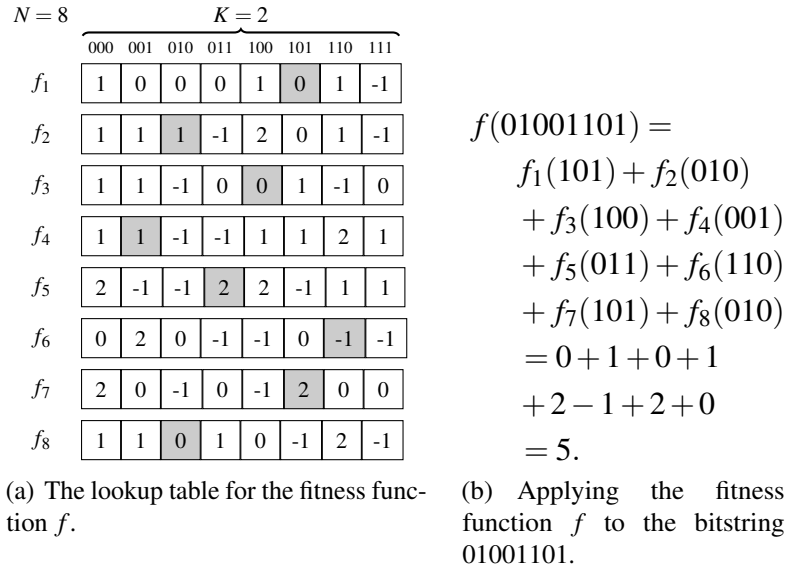 N = 8 K = 2
000 001 010 011 100 101 110 111
f1 1 0 0 0 1 0 1 -1
f2 1 1 1 -1 2 0 1 -1
f3 1 1 -1 0 0 1 -1 0
f4 1 1 -1 -1 1 1 2 1
f5 2 -1 -1 2 2 -1 1 1
f6 0 2 0 -1 -1 0 -1 -1
f7 2 0 -1 0 -1 2 0 0
f8 1 1 0 1 0 -1 2 -1
(a) The lookup table for the fitness func-
tion f.
f(01001101) =
f1(101) + f2(010)
+ f3(100) + f4(001)
+ f5(011) + f6(110)
+ f7(101) + f8(010)
= 0 + 1 + 0 + 1
+ 2 − 1 + 2 + 0
= 5.
(b) Applying the fitness
function f to the bitstring
01001101.